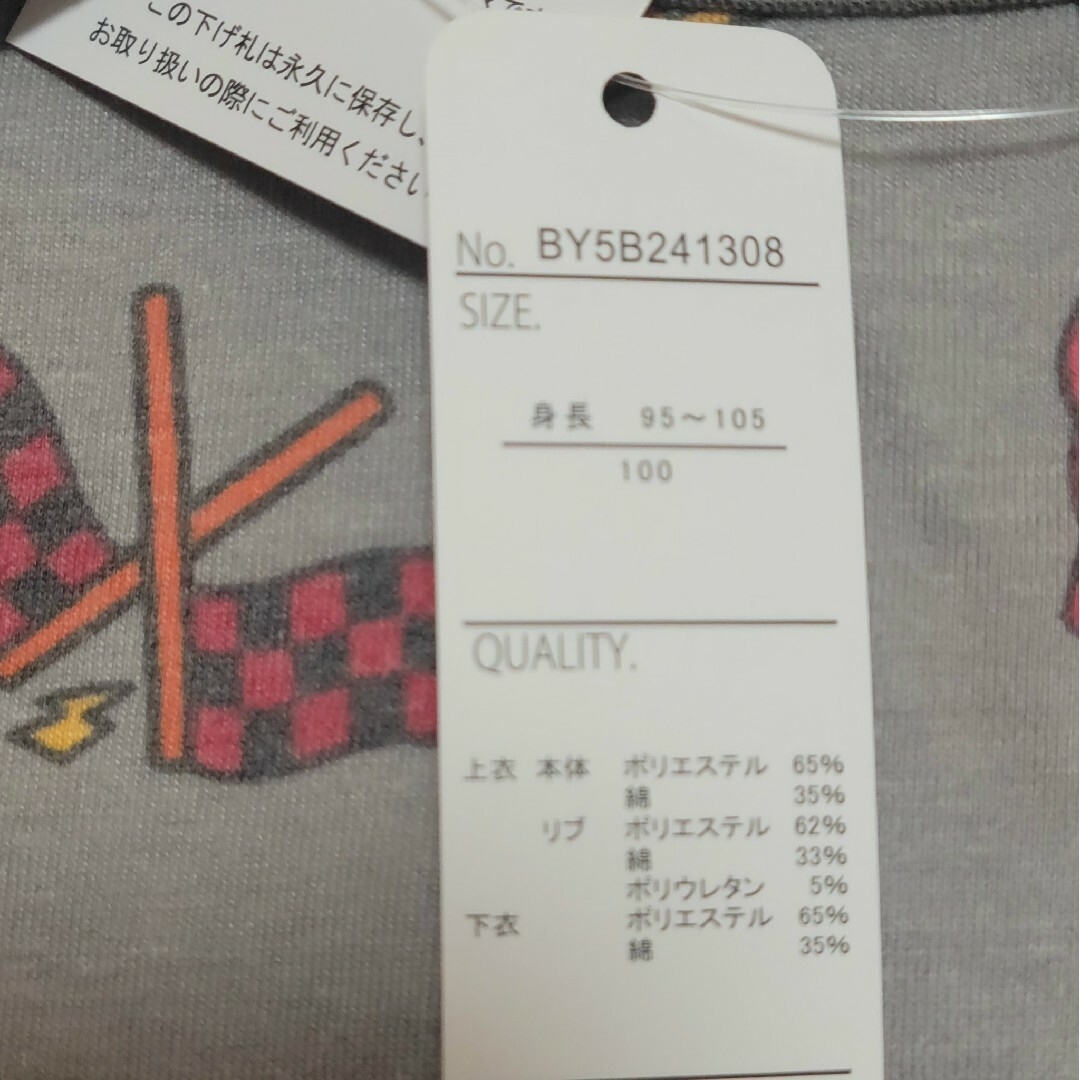 この下げ札は永久に保存し、
お取り扱いの際にご利用ください
No. BY5B241308
SIZE.
身長 95~105
100
QUALITY.
上衣 本体 ポリエステル 65%
綿 35%
リブ ポリエステル 62%
綿 33%
ポリウレタン 5%
下衣 ポリエステル 65%
綿 35%